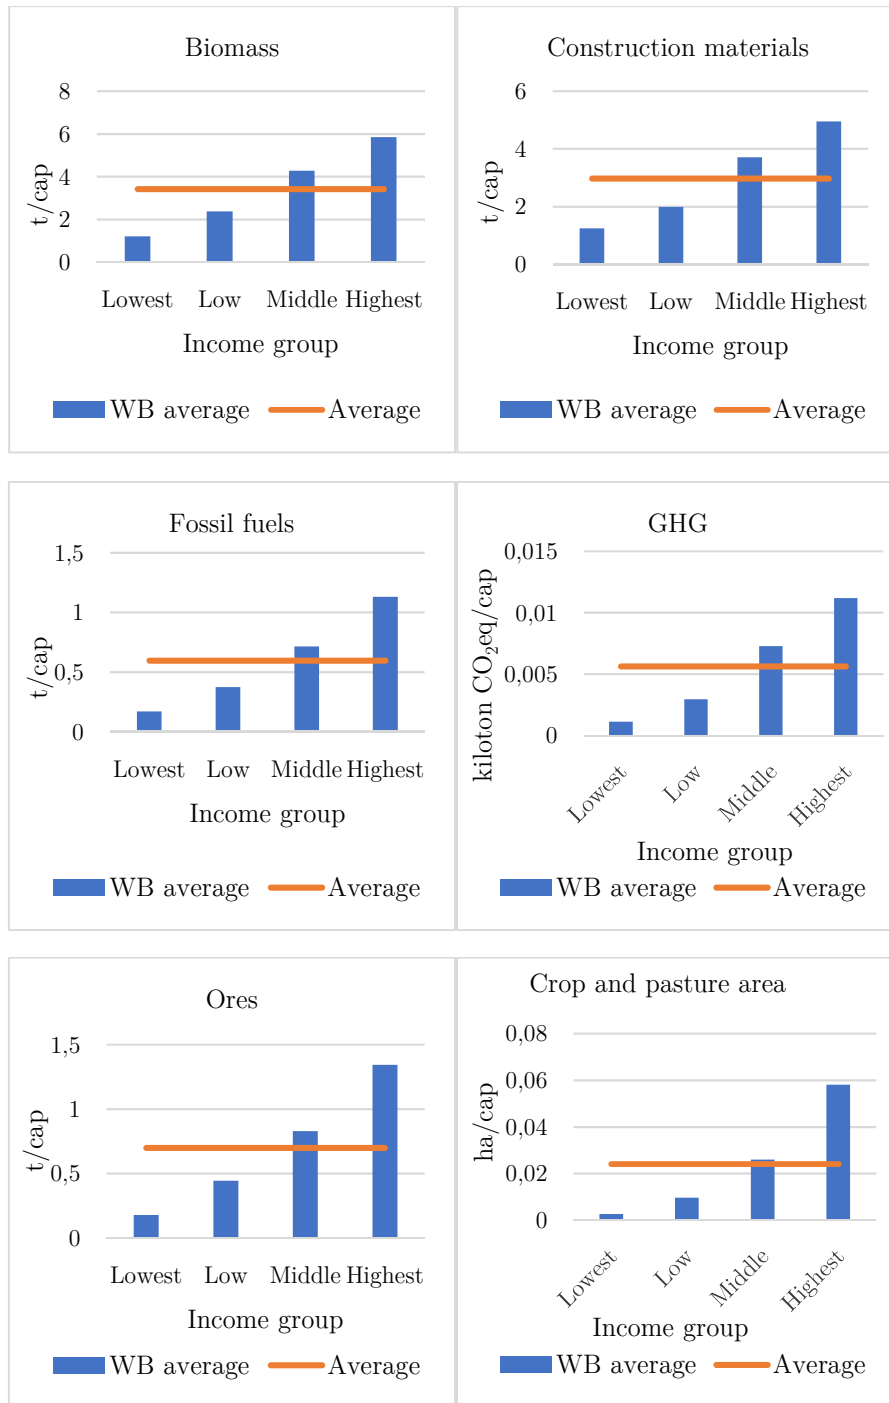 Biomass
8
6
4
2
0
t/cap
Lowest Low Middle Highest
Income group
WB average Average
Construction materials
6
4
2
0
t/cap
Lowest Low Middle Highest
Income group
WB average Average
Fossil fuels
1,5
1
0,5
0
t/cap
Lowest Low Middle Highest
Income group
WB average Average
GHG
0,015
0,01
0,005
0
kiloton CO₂eq/cap
Lowest Low Middle Highest
Income group
WB average Average
Ores
1,5
1
0,5
0
t/cap
Lowest Low Middle Highest
Income group
WB average Average
Crop and pasture area
0,08
0,06
0,04
0,02
0
ha/cap
Lowest Low Middle Highest
Income group
WB average Average